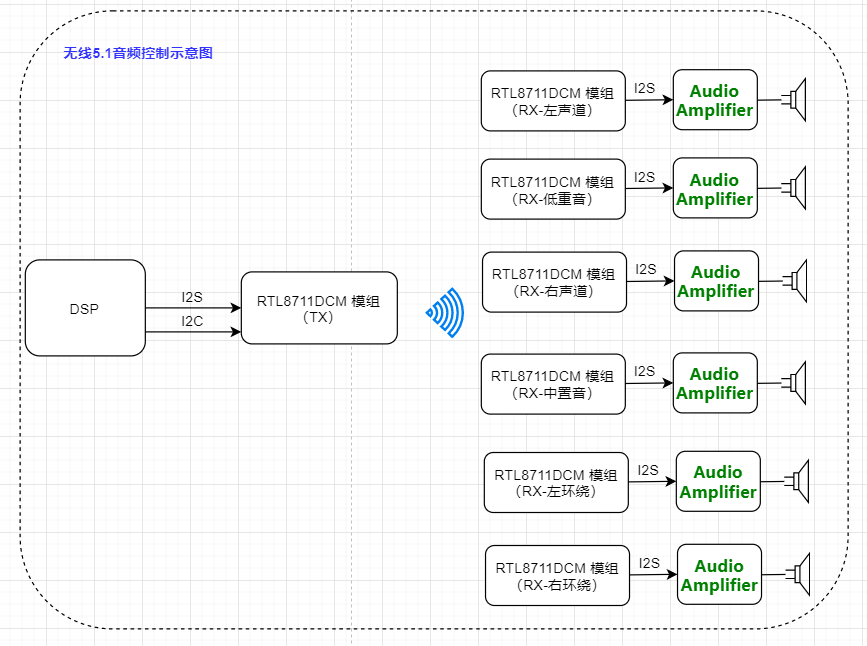 无线5.1音频控制示意图
RTL8711DCM 模组
（RX-左声道）
I2S
Audio
Amplifier
RTL8711DCM 模组
（RX-低重音）
I2S
Audio
Amplifier
DSP
I2S
I2C
RTL8711DCM 模组
（TX）
RTL8711DCM 模组
（RX-右声道）
I2S
Audio
Amplifier
RTL8711DCM 模组
（RX-中置音）
I2S
Audio
Amplifier
RTL8711DCM 模组
（RX-左环绕）
I2S
Audio
Amplifier
RTL8711DCM 模组
（RX-右环绕）
I2S
Audio
Amplifier